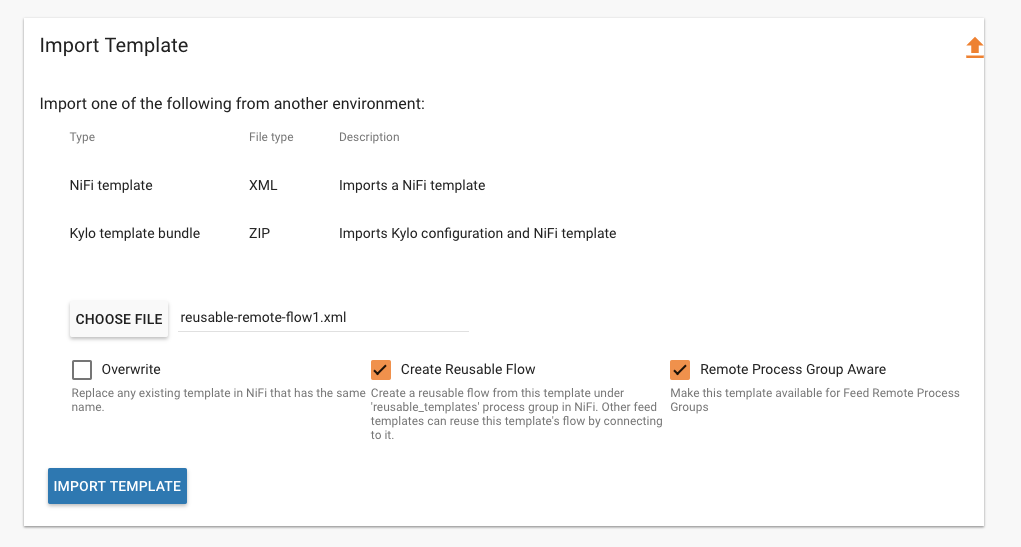 Import Template
Import one of the following from another environment:
Type File type Description
NiFi template XML Imports a NiFi template
Kylo template bundle ZIP Imports Kylo configuration and NiFi template
CHOOSE FILE reusable-remote-flow1.xml
Overwrite
Replace any existing template in NiFi that has the same
name.
Create Reusable Flow
Create a reusable flow from this template under
'reusable_templates' process group in NiFi. Other feed
templates can reuse this template's flow by connecting
to it.
Remote Process Group Aware
Make this template available for Feed Remote Process
Groups
IMPORT TEMPLATE